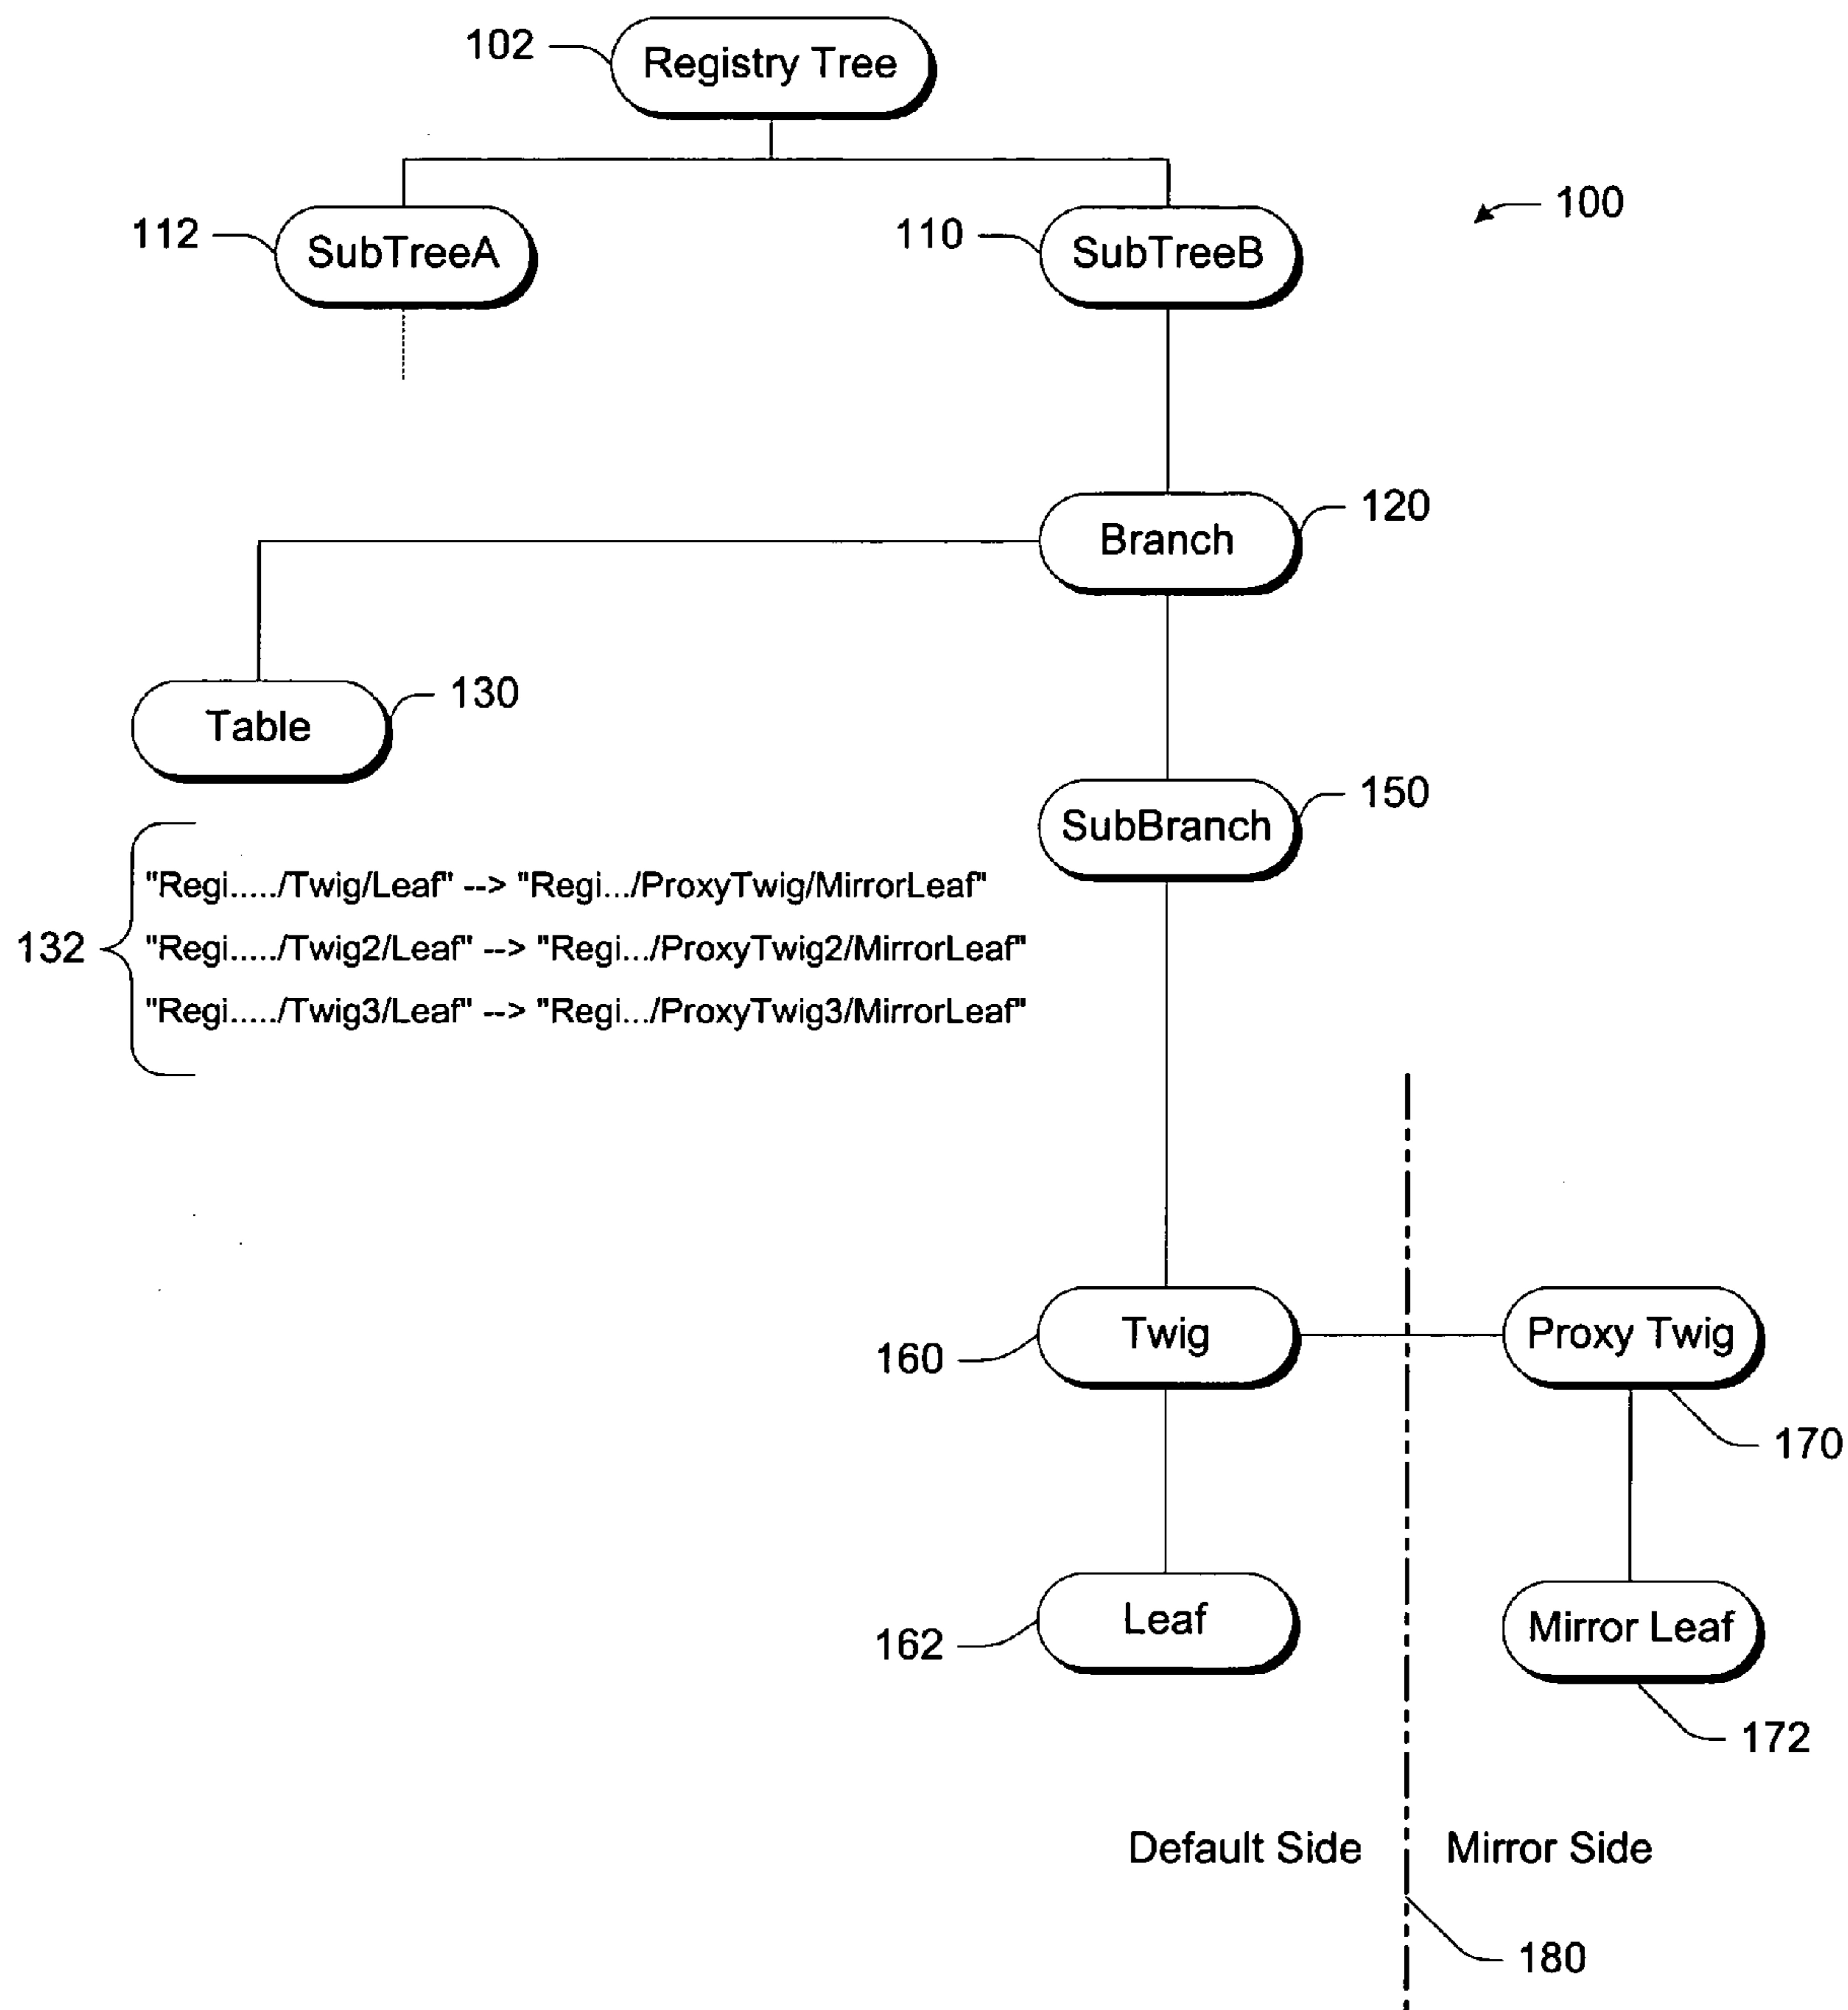 102
Registry Tree
112
SubTreeA
110
SubTreeB
100
Branch
120
Table
130
SubBranch
150
132
"Regi...../Twig/Leaf" --> "Regi.../ProxyTwig/MirrorLeaf"
"Regi...../Twig2/Leaf" --> "Regi.../ProxyTwig2/MirrorLeaf"
"Regi...../Twig3/Leaf" --> "Regi.../ProxyTwig3/MirrorLeaf"
160
Twig
Proxy Twig
170
162
Leaf
Mirror Leaf
172
Default Side
Mirror Side
180